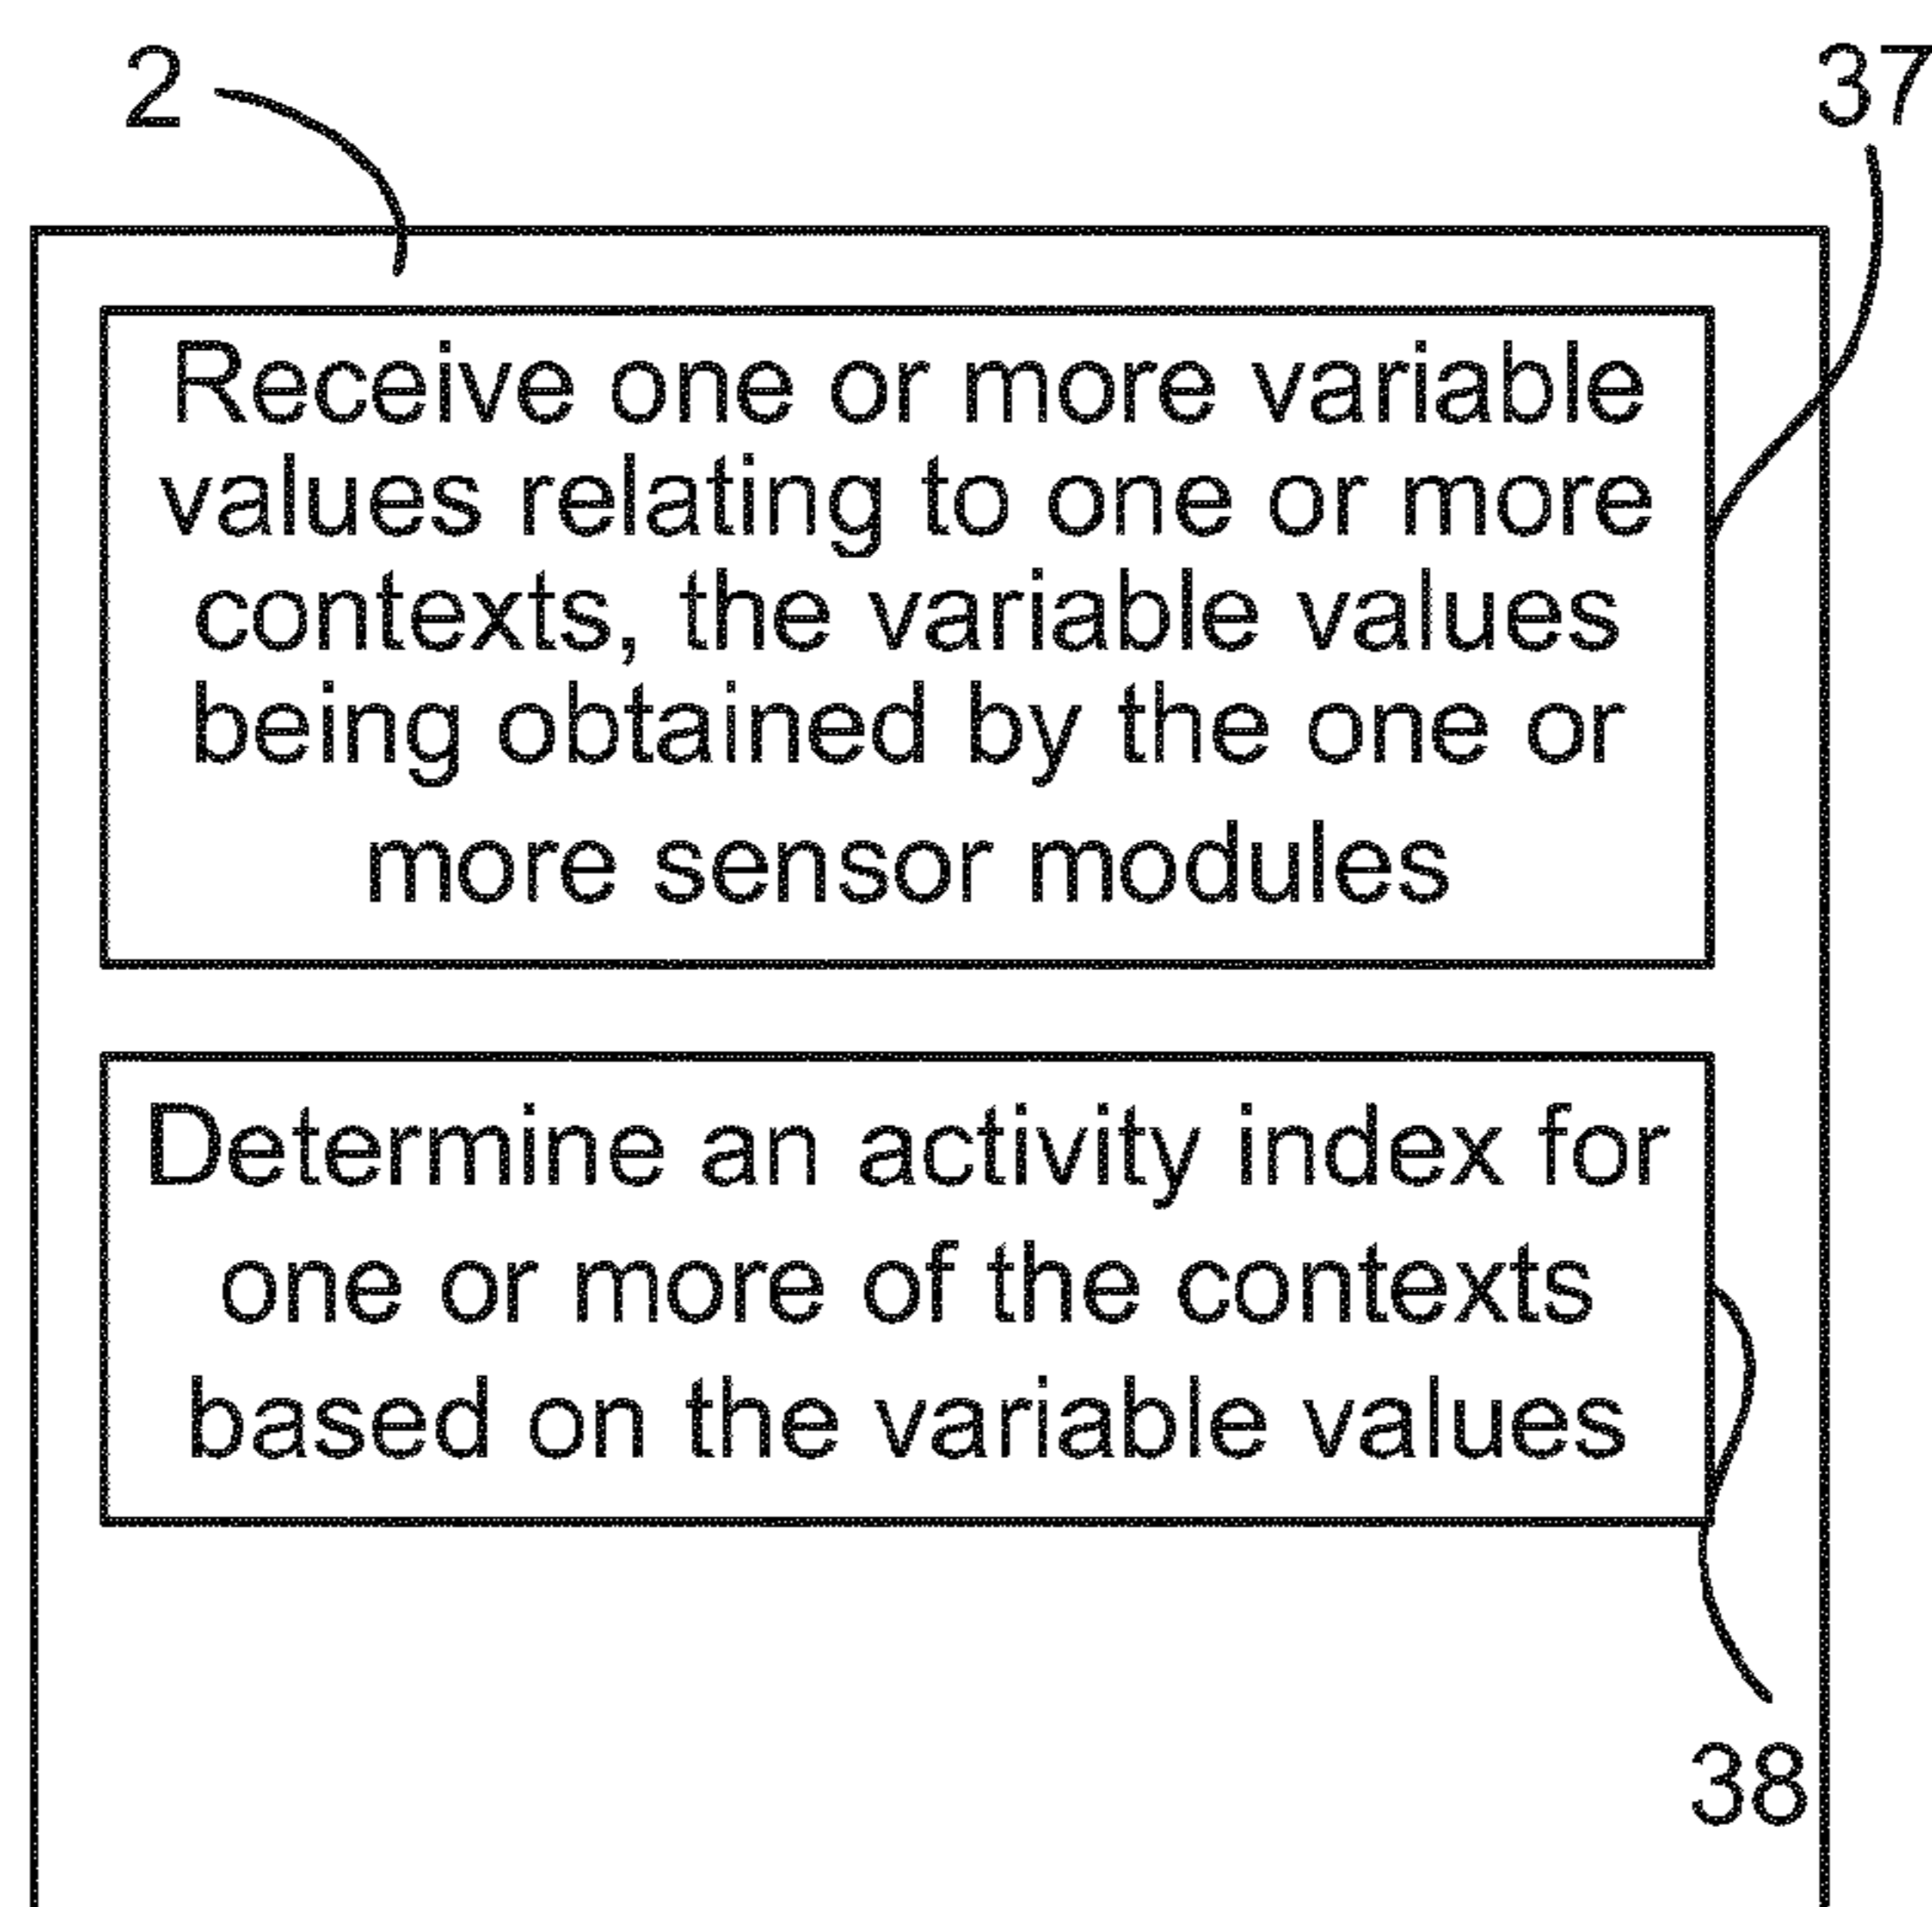 2
37
Receive one or more variable
values relating to one or more
contexts, the variable values
being obtained by the one or
more sensor modules
Determine an activity index for
one or more of the contexts
based on the variable values
38